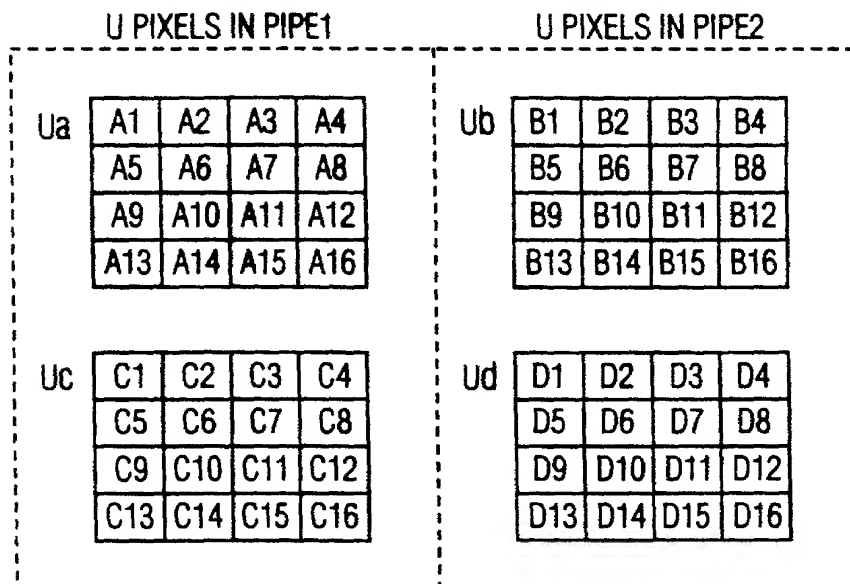 U PIXELS IN PIPE1 U PIXELS IN PIPE2
Ua A1 A2 A3 A4 Ub B1 B2 B3 B4
A5 A6 A7 A8 B5 B6 B7 B8
A9 A10 A11 A12 B9 B10 B11 B12
A13 A14 A15 A16 B13 B14 B15 B16
Uc C1 C2 C3 C4 Ud D1 D2 D3 D4
C5 C6 C7 C8 D5 D6 D7 D8
C9 C10 C11 C12 D9 D10 D11 D12
C13 C14 C15 C16 D13 D14 D15 D16